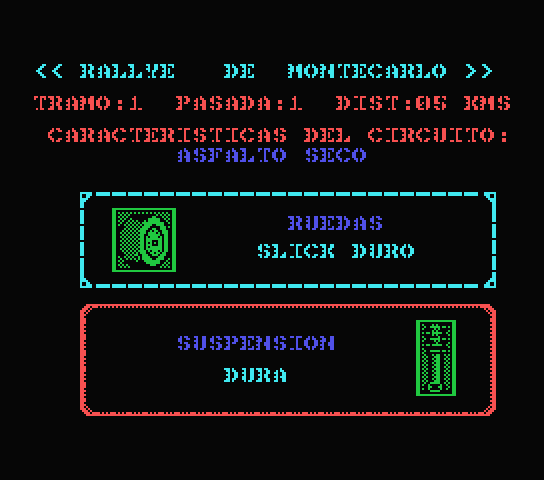 << RALLYE DE MONTECARLO >>
TRAMO:1 PASADA:1 DIST:05 KMS
CARACTERISTICAS DEL CIRCUITO:
ASFALTO SECO
RUEDAS
SLICK DURO
SUSPENSION
DURA